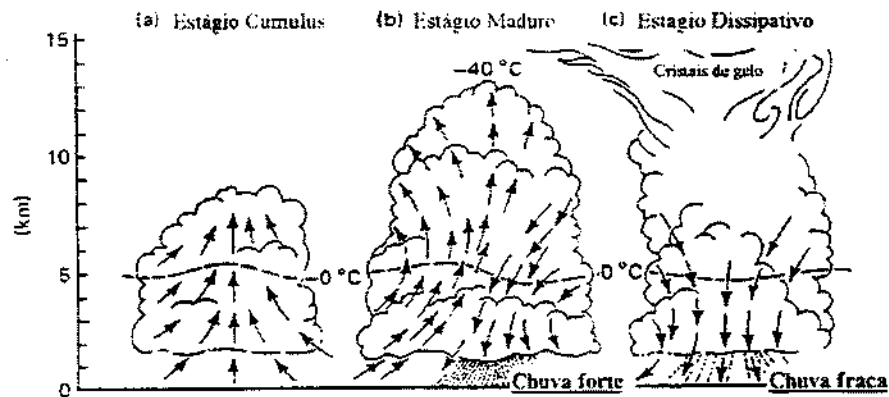 (a) Estágio Cumulus
(b) Estágio Maduro
(c) Estagio Dissipativo
15
10
5
0
(km)
-40 °C
Cristais de gelo
0 °C
0 °C
Chuva forte
Chuva fraca